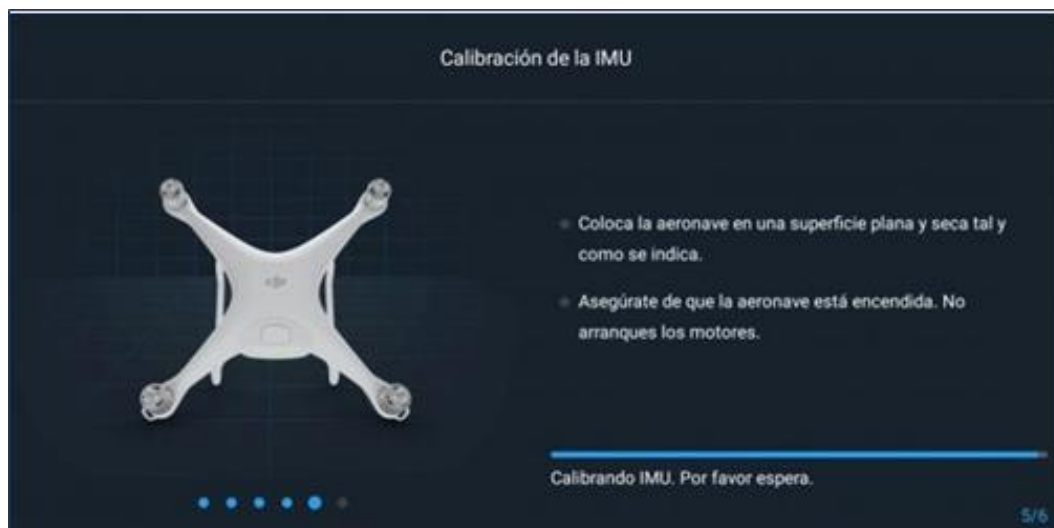 Calibración de la IMU
Coloca la aeronave en una superficie plana y seca tal y
como se indica.
Asegúrate de que la aeronave está encendida. No
arranques los motores.
Calibrando IMU. Por favor espera.
5/6